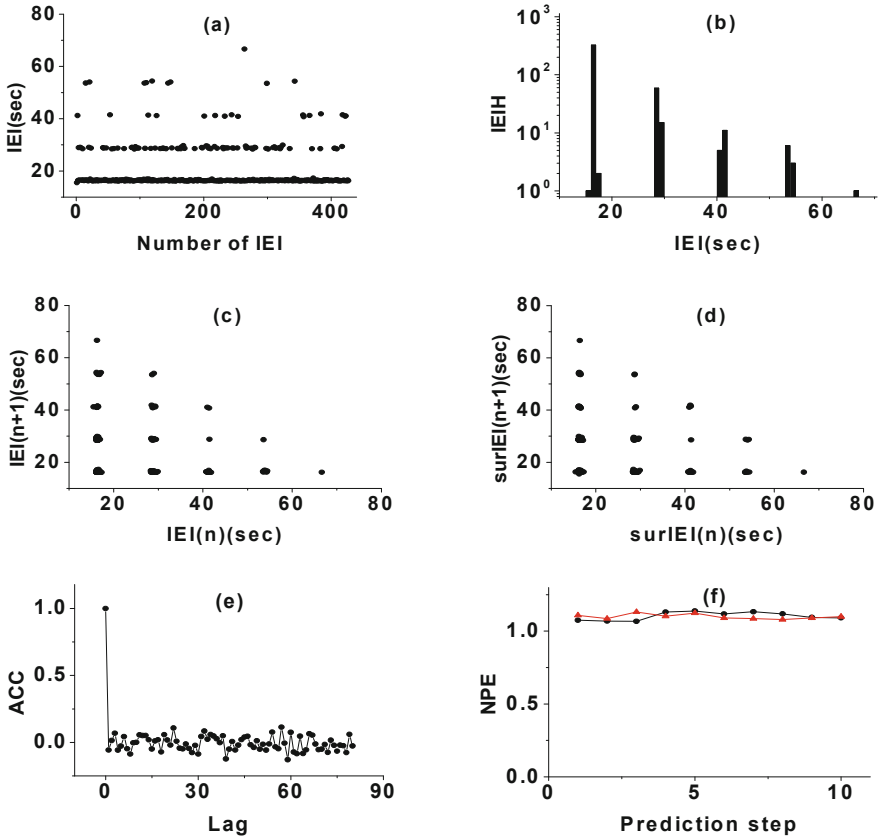 (a)
IEI(sec)
80
60
40
20
0
200
400
Number of IEI
(b)
IEIH
10³
10²
10¹
10⁰
20
40
60
IEI(sec)
(c)
IEI(n+1)(sec)
80
60
40
20
20
40
60
80
IEI(n)(sec)
(d)
surIEI(n+1)(sec)
80
60
40
20
20
40
60
80
surIEI(n)(sec)
(e)
ACC
1.0
0.5
0.0
0
30
60
90
Lag
(f)
NPE
1.0
0.5
0.0
0
5
10
Prediction step